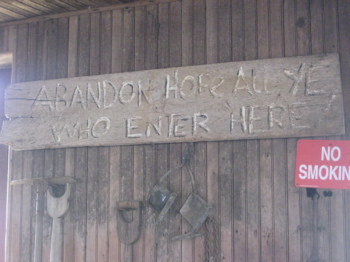 ABANDON HOPE ALL YE
WHO ENTER HERE
NO
SMOKIN